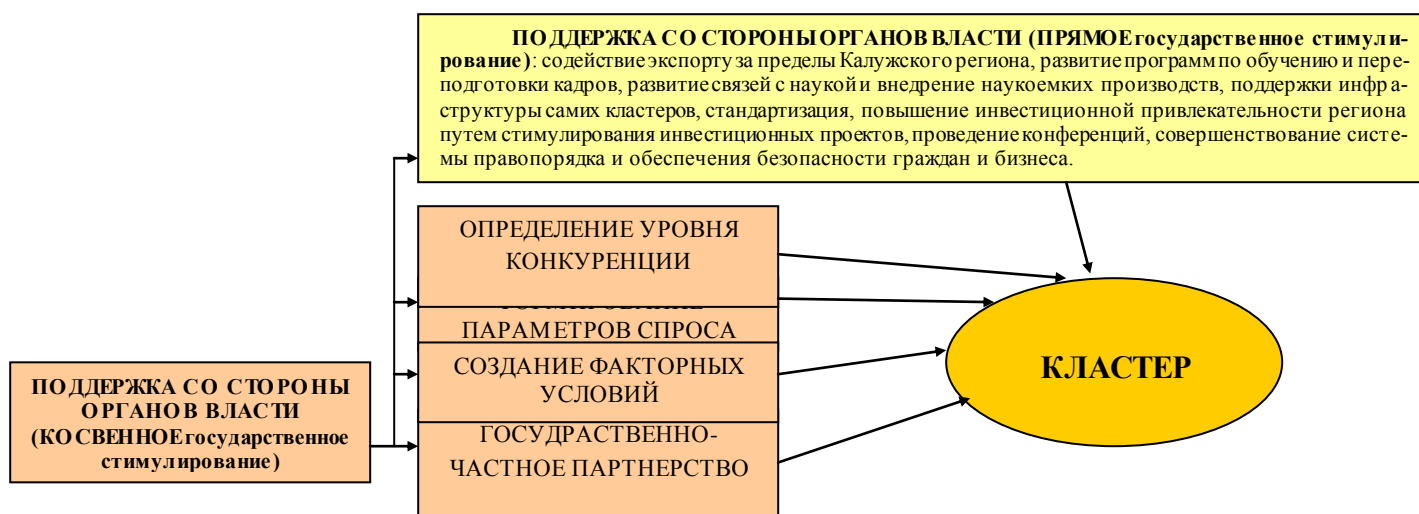 ПОДДЕРЖКА СО СТОРОНЫ ОРГАНОВ ВЛАСТИ (ПРЯМОЕ государственное стимули-
рование): содействие экспорту за пределы Калужского региона, развитие программ по обучению и пере-
подготовки кадров, развитие связей с наукой и внедрение наукоемких производств, поддержки инфра-
структуры самих кластеров, стандартизация, повышение инвестиционной привлекательности региона
путем стимулирования инвестиционных проектов, проведение конференций, совершенствование систе-
мы правопорядка и обеспечения безопасности граждан и бизнеса.
ОПРЕДЕЛЕНИЕ УРОВНЯ
КОНКУРЕНЦИИ
ПАРАМЕТРОВ СПРОСА
СОЗДАНИЕ ФАКТОРНЫХ
УСЛОВИЙ
ГОСУДРАСТВЕННО-
ЧАСТНОЕ ПАРТНЕРСТВО
ПОДДЕРЖКА СО СТОРОНЫ
ОРГАНОВ ВЛАСТИ
(КОСВЕННОЕ государственное
стимулирование)
КЛАСТЕР